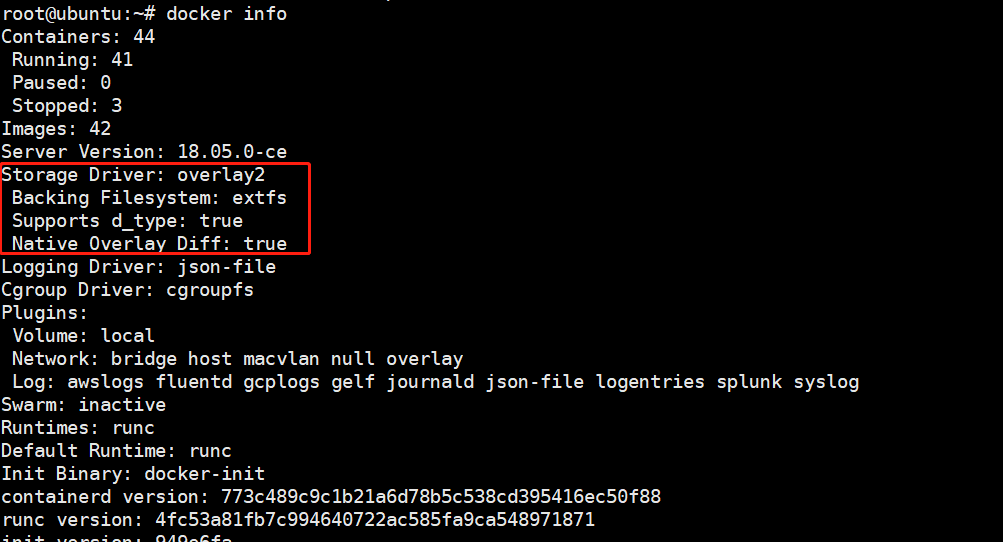 root@ubuntu:~# docker info
Containers: 44
 Running: 41
 Paused: 0
 Stopped: 3
Images: 42
Server Version: 18.05.0-ce
Storage Driver: overlay2
 Backing Filesystem: extfs
 Supports d_type: true
 Native Overlay Diff: true
Logging Driver: json-file
Cgroup Driver: cgroupfs
Plugins:
 Volume: local
 Network: bridge host macvlan null overlay
 Log: awslogs fluentd gcplogs gelf journald json-file logentries splunk syslog
Swarm: inactive
Runtimes: runc
Default Runtime: runc
Init Binary: docker-init
containerd version: 773c489c9c1b21a6d78b5c538cd395416ec50f88
runc version: 4fc53a81fb7c994640722ac585fa9ca548971871
init version: 949e6fa